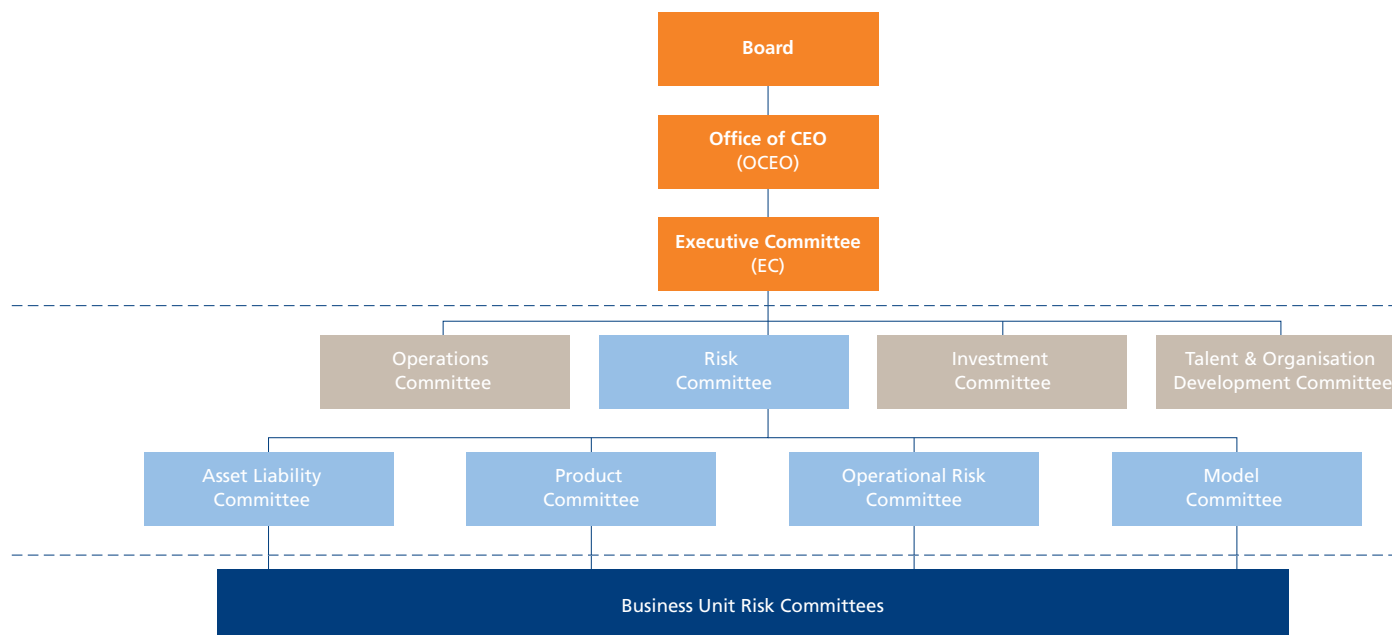 Board
Office of CEO
(OCEO)
Executive Committee
(EC)
Operations
Committee
Risk
Committee
Investment
Committee
Talent & Organisation
Development Committee
Asset Liability
Committee
Product
Committee
Operational Risk
Committee
Model
Committee
Business Unit Risk Committees